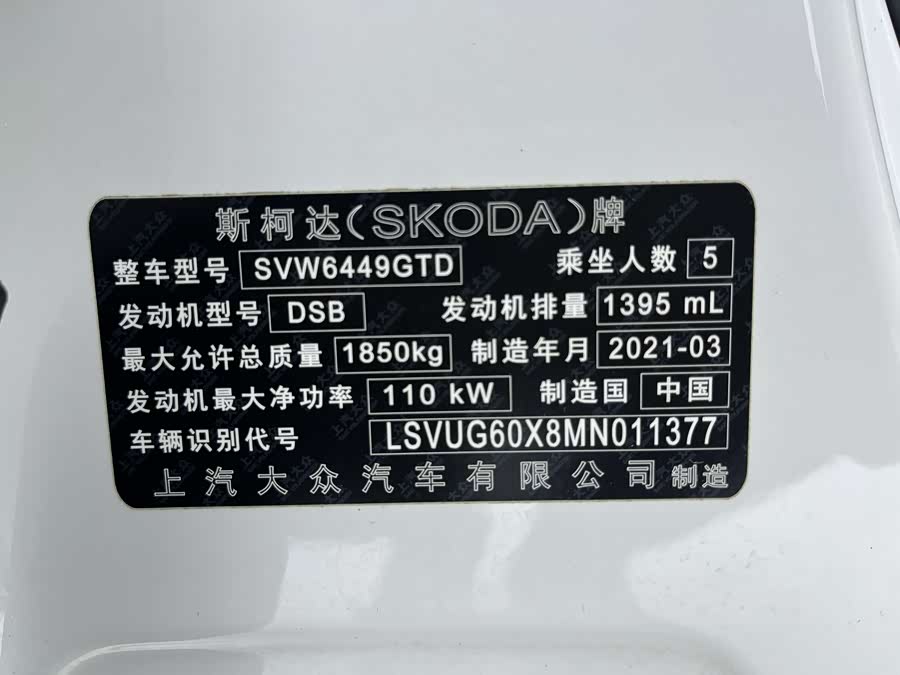 斯柯达(SKODA)牌
整车型号 SVW6449GTD 乘坐人数 5
发动机型号 DSB 发动机排量 1395 mL
最大允许总质量 1850kg 制造年月 2021-03
发动机最大净功率 110 kW 制造国 中国
车辆识别代号 LSVUG60X8MN011377
上汽大众汽车有限公司 制造